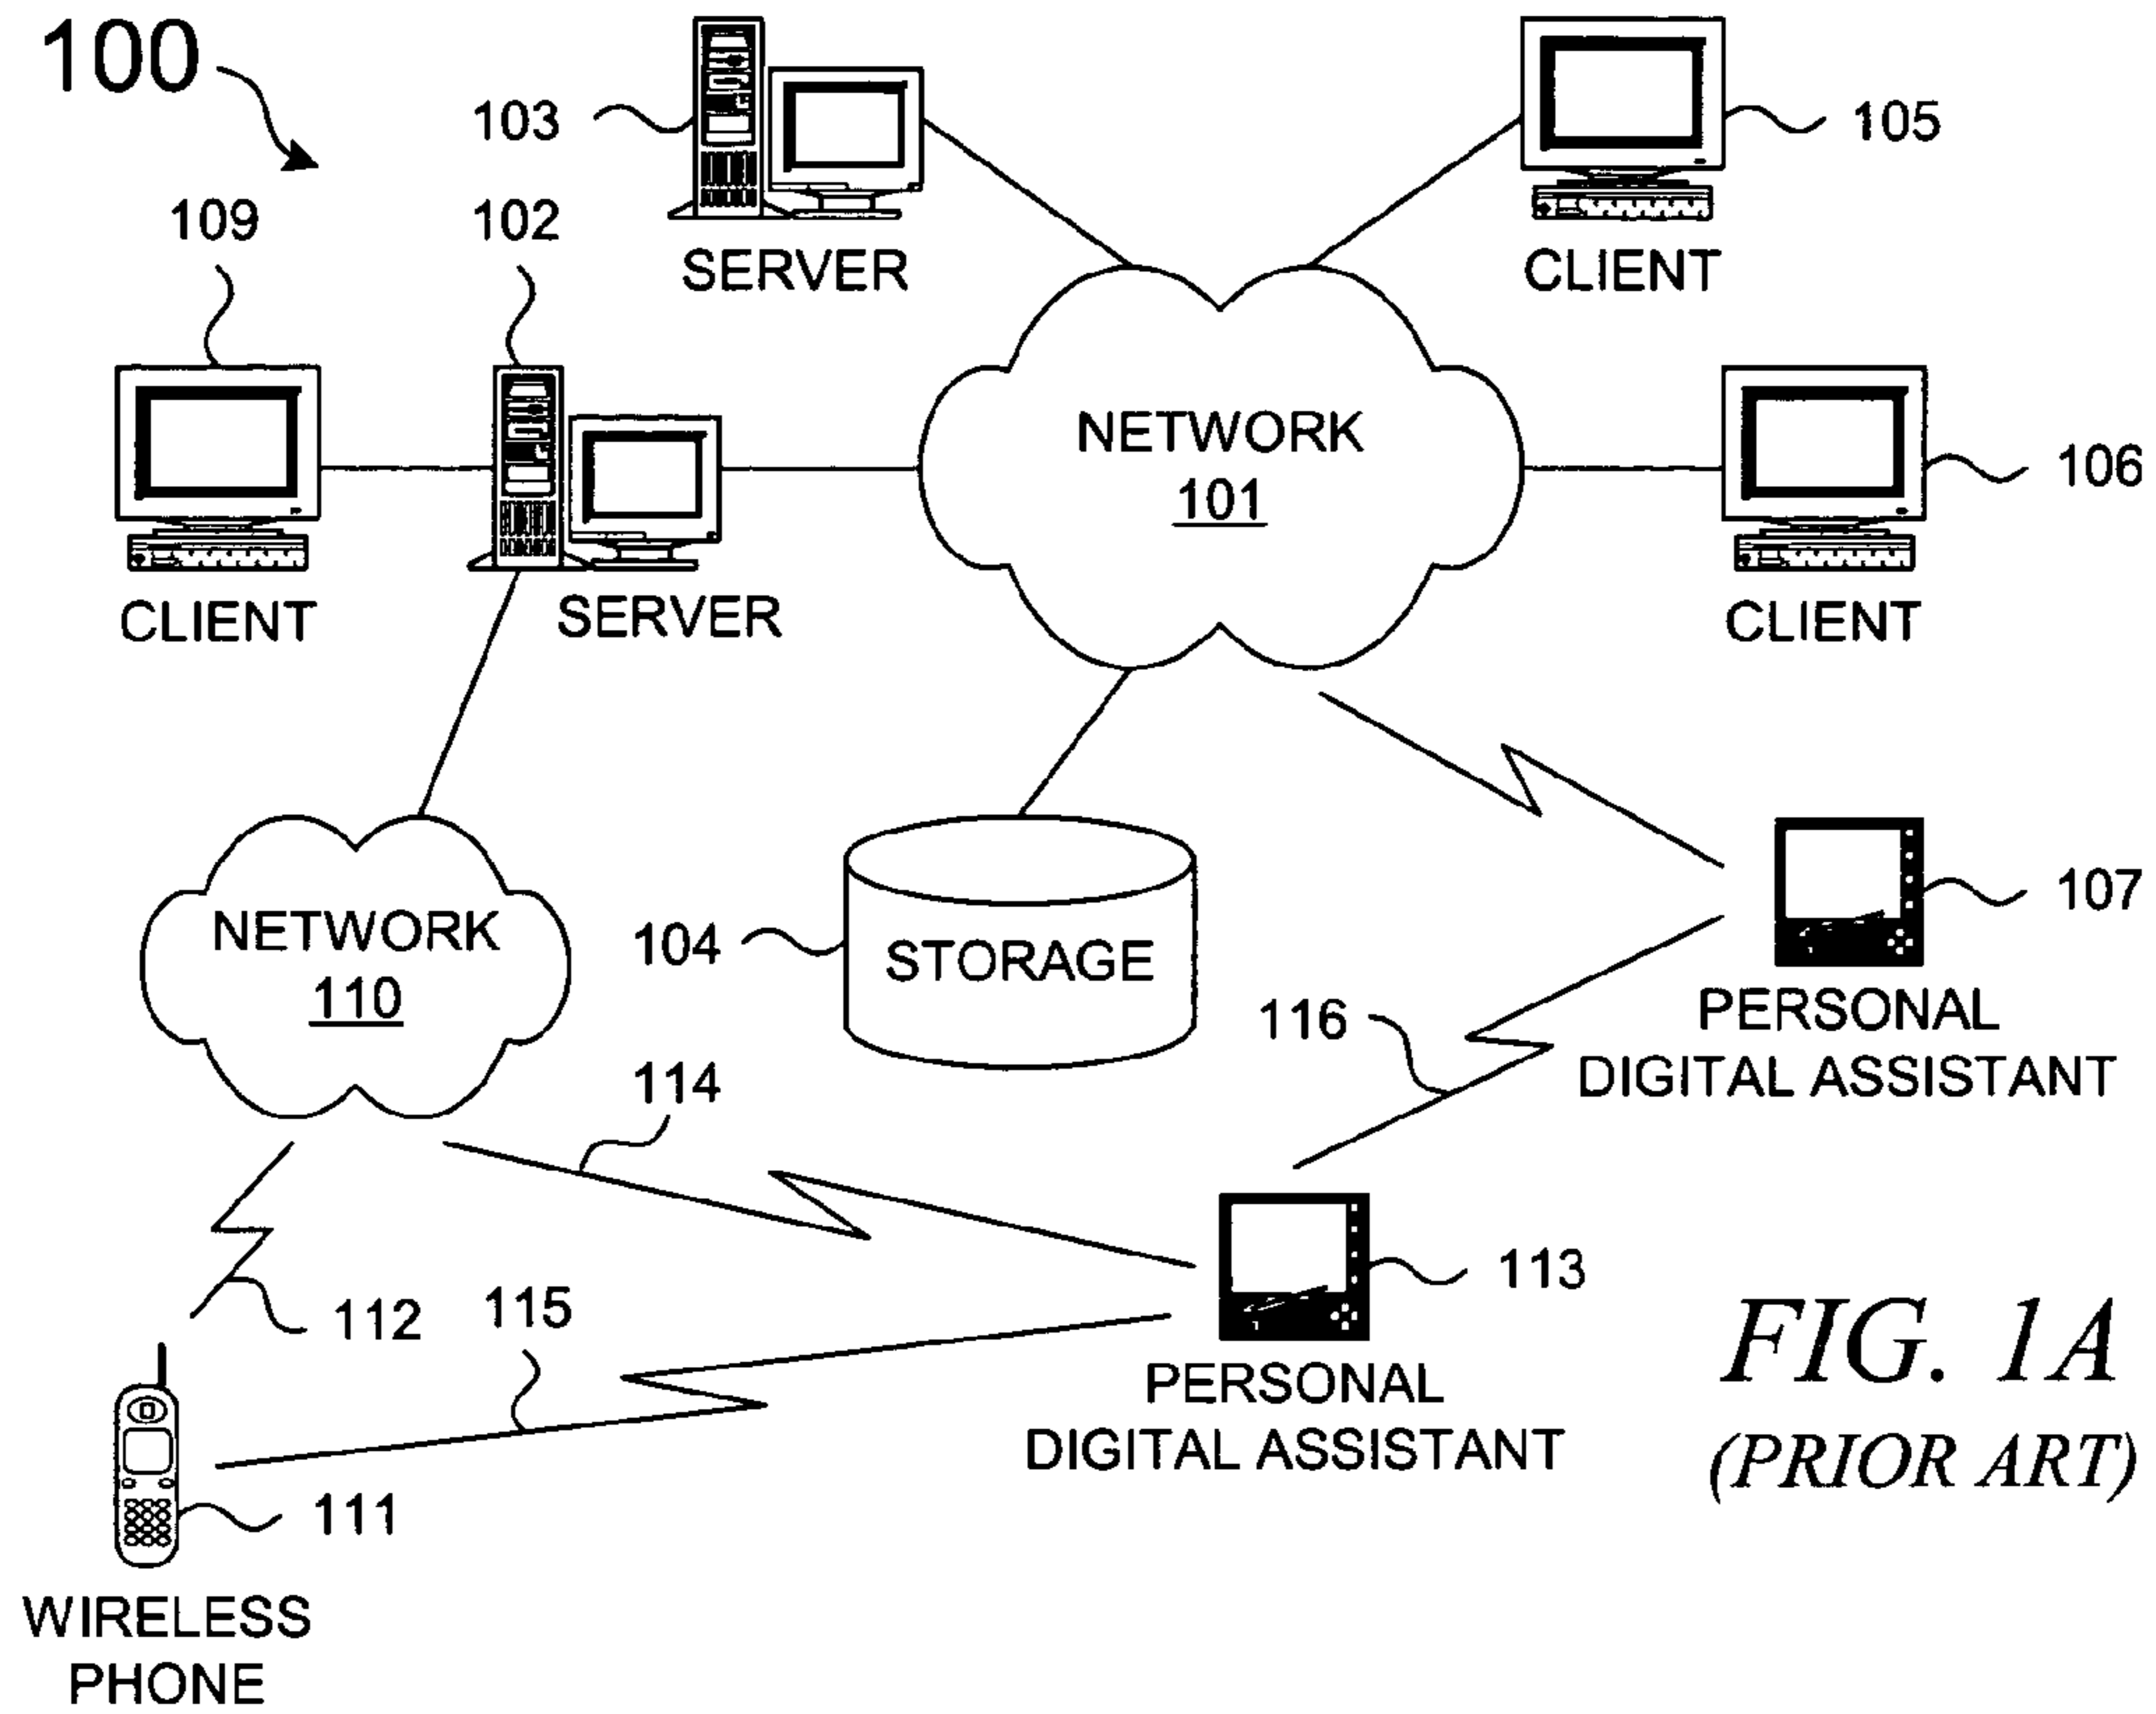 100
103
105
109
102
SERVER
CLIENT
NETWORK
101
106
CLIENT
SERVER
CLIENT
NETWORK
110
104
STORAGE
107
116
PERSONAL
DIGITAL ASSISTANT
114
113
112
115
PERSONAL
DIGITAL ASSISTANT
FIG. 1A
(PRIOR ART)
111
WIRELESS
PHONE